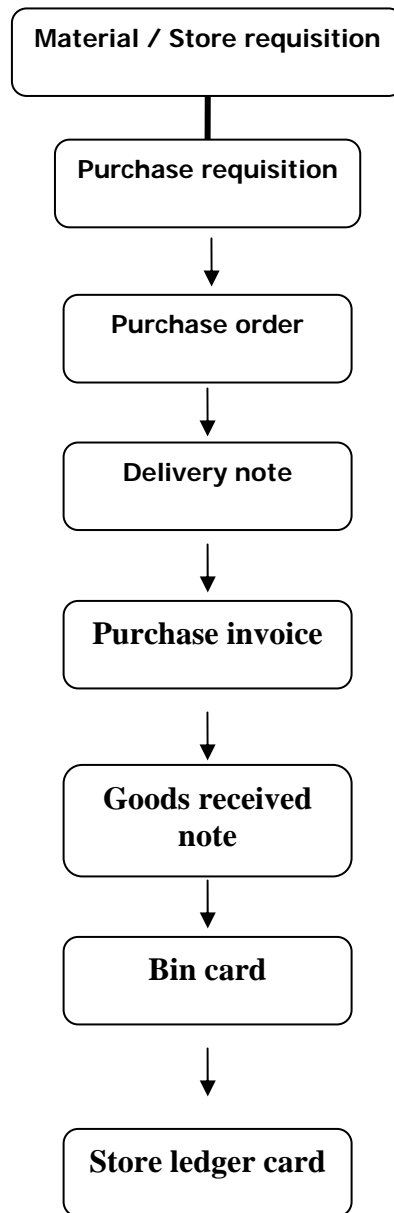 Material / Store requisition
Purchase requisition
Purchase order
Delivery note
Purchase invoice
Goods received
note
Bin card
Store ledger card